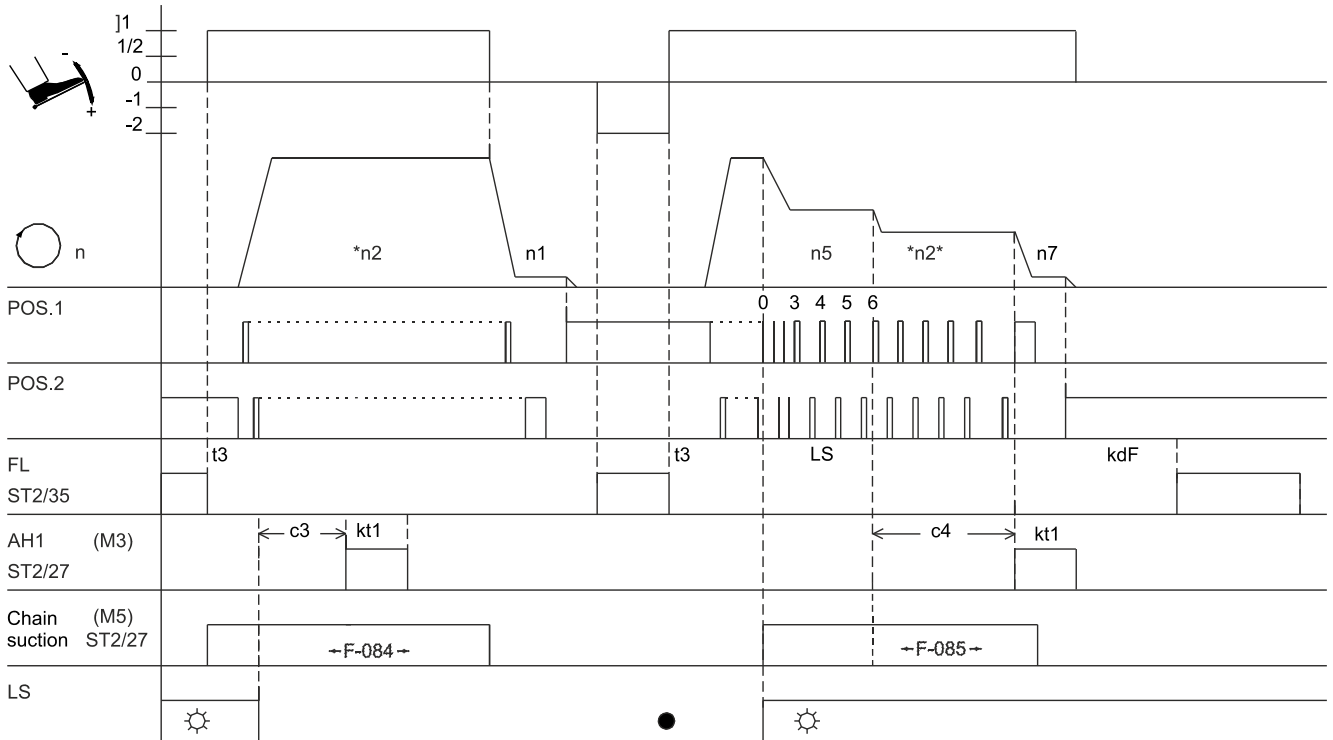 ]1
1/2
0
-1
-2
-
+
n
*n2
n1
n5
*n2*
n7
POS.1
0 3 4 5 6
POS.2
FL
ST2/35
t3
t3
LS
kdF
AH1 (M3)
ST2/27
c3
kt1
c4
kt1
Chain (M5)
suction ST2/27
F-084
F-085
LS